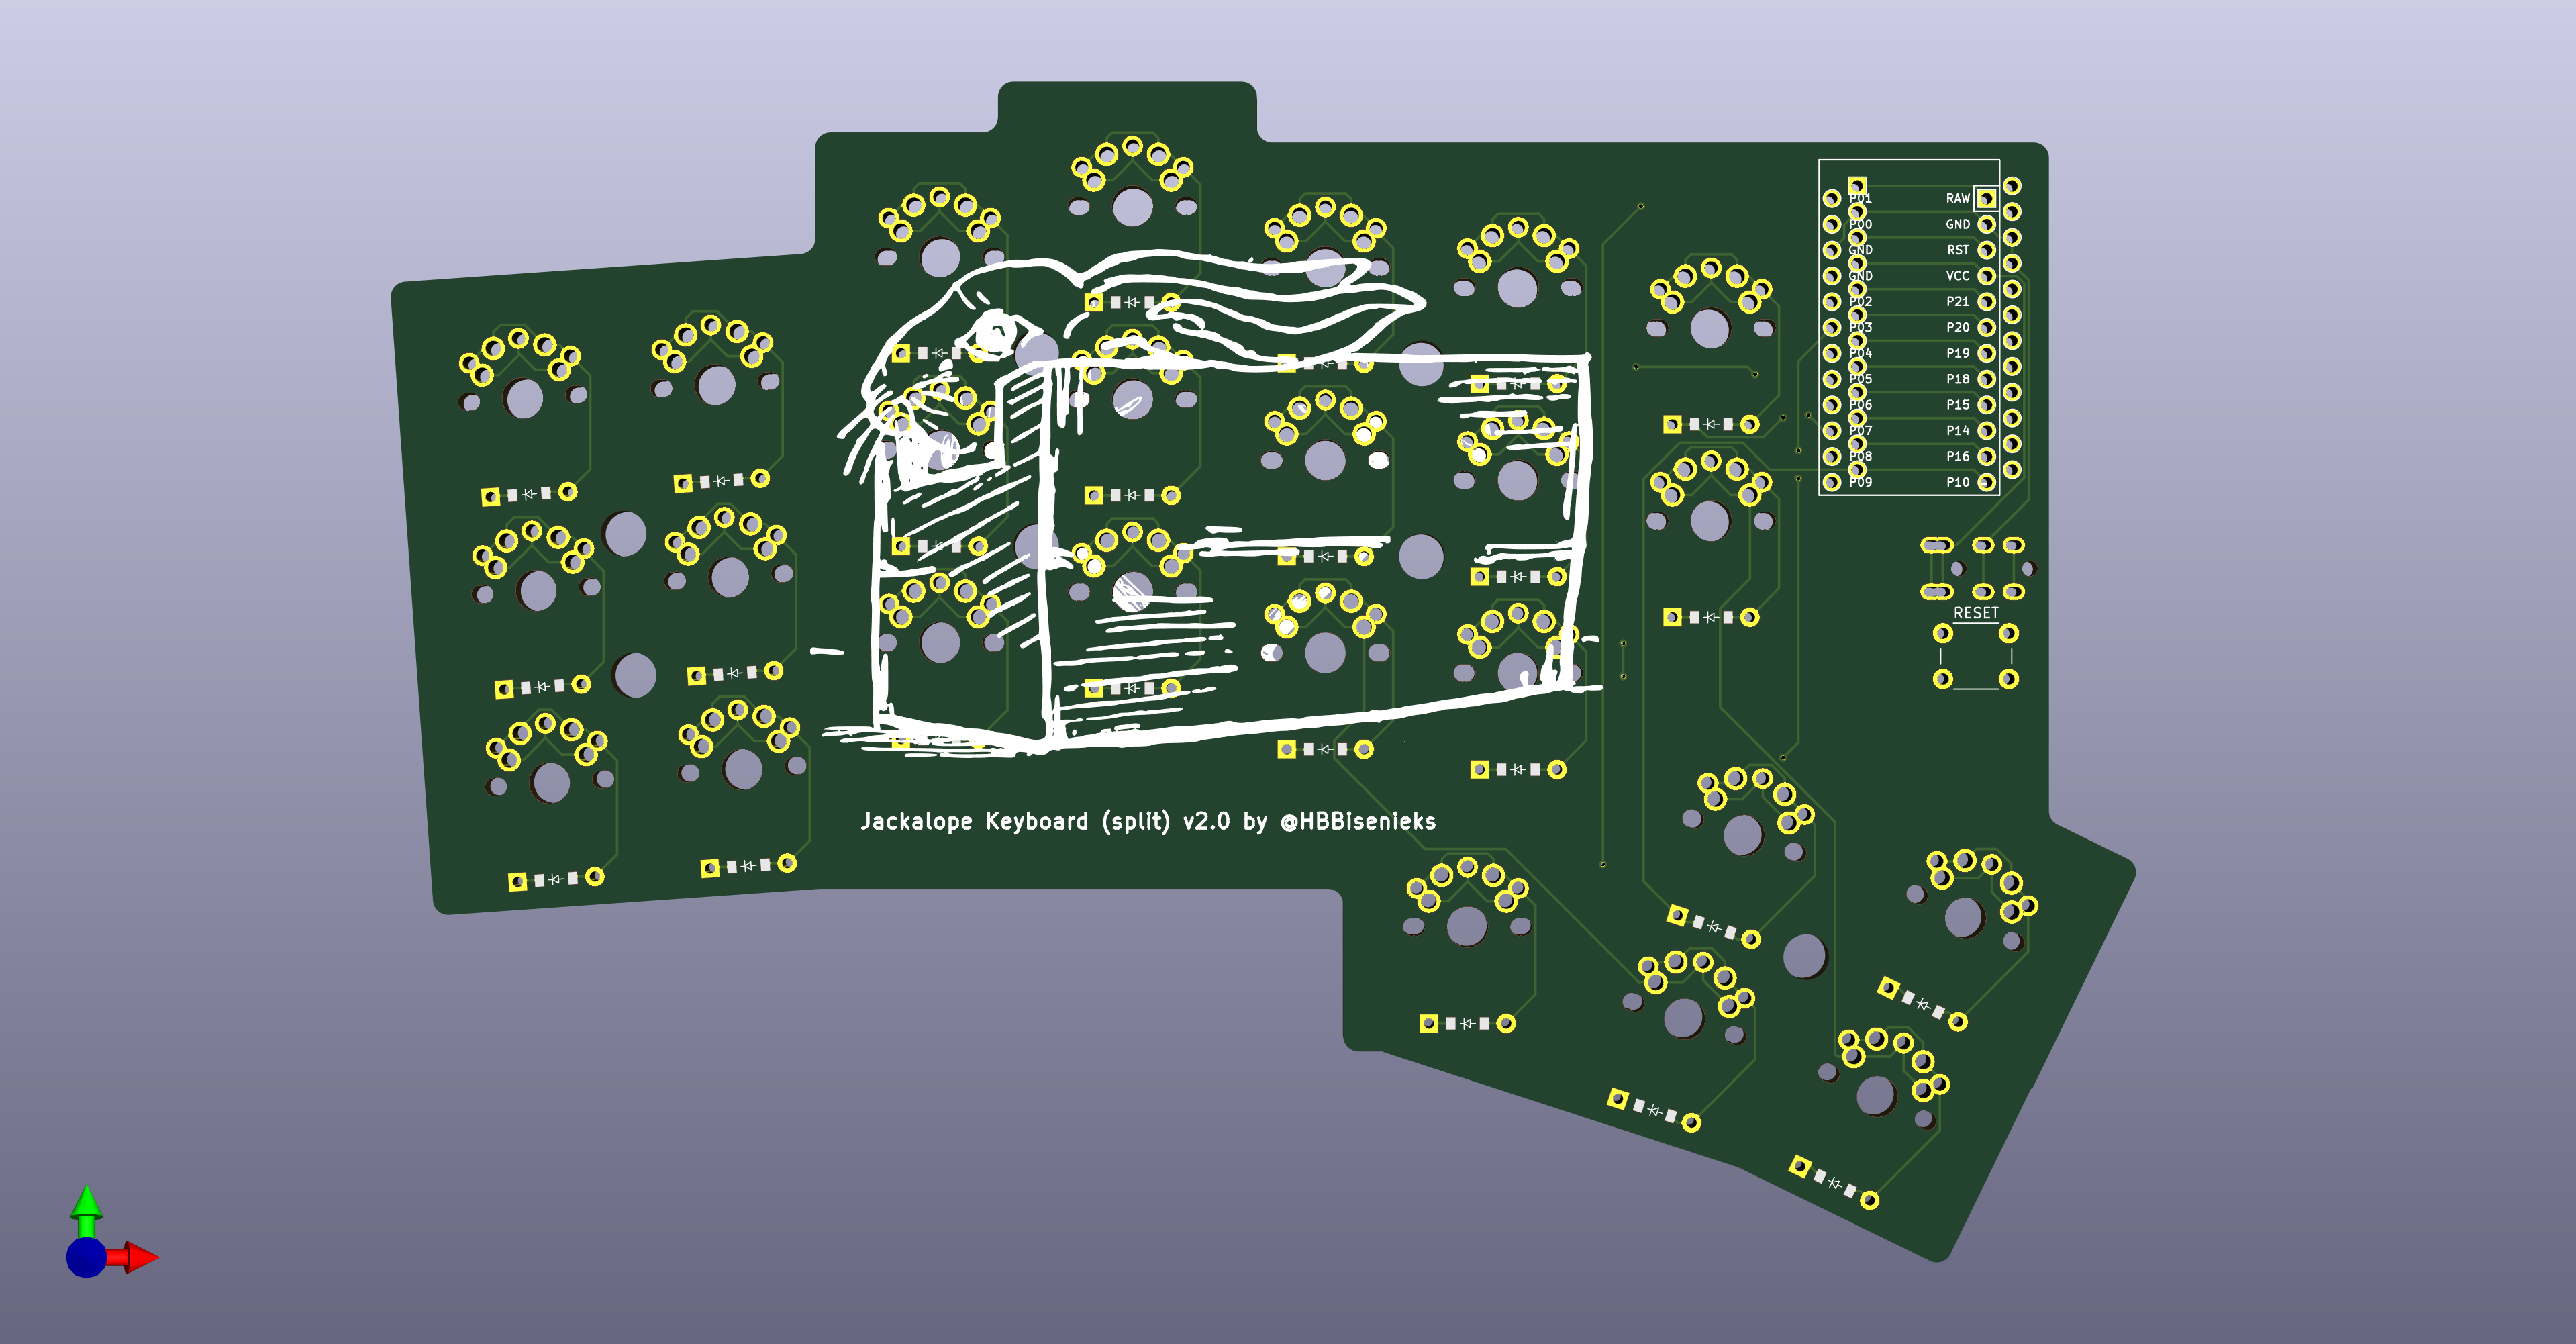 P01 RAW
P00 GND
GND RST
GND VCC
P02 P21
P03 P20
P04 P19
P05 P18
P06 P15
P07 P14
P08 P16
P09 P10
RESET
Jackalope Keyboard (split) v2.0 by @HBBisenieks